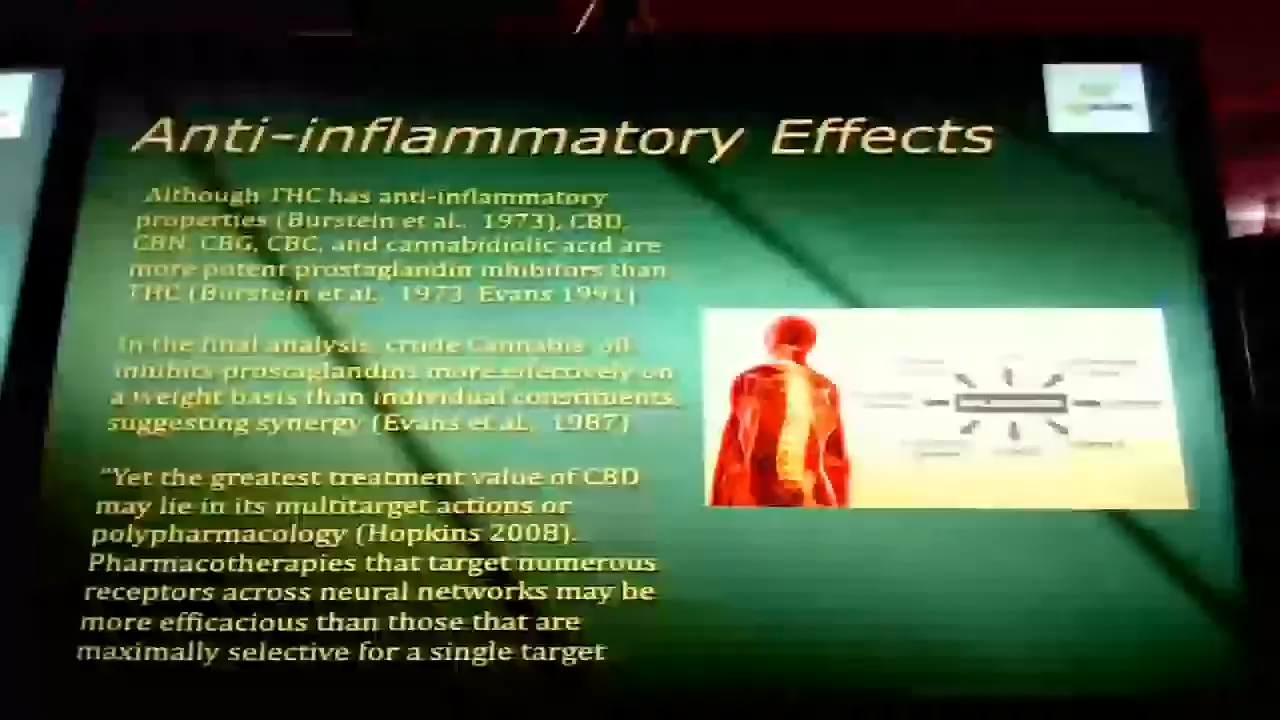 Anti-inflammatory Effects
Although THC has anti-inflammatory
properties (Burstein et al., 1973), CBD,
CBN, CBG, CBC, and cannabidiolic acid are
more potent prostaglandin inhibitors than
THC (Burstein et al., 1973, Evans 1991)
In the final analysis, crude Cannabis oil
inhibits prostaglandins more effectively on
a weight basis than individual constituents,
suggesting synergy (Evans et al., 1987)
"Yet the greatest treatment value of CBD
may lie in its multitarget actions or
polypharmacology (Hopkins 2008).
Pharmacotherapies that target numerous
receptors across neural networks may be
more efficacious than those that are
maximally selective for a single target